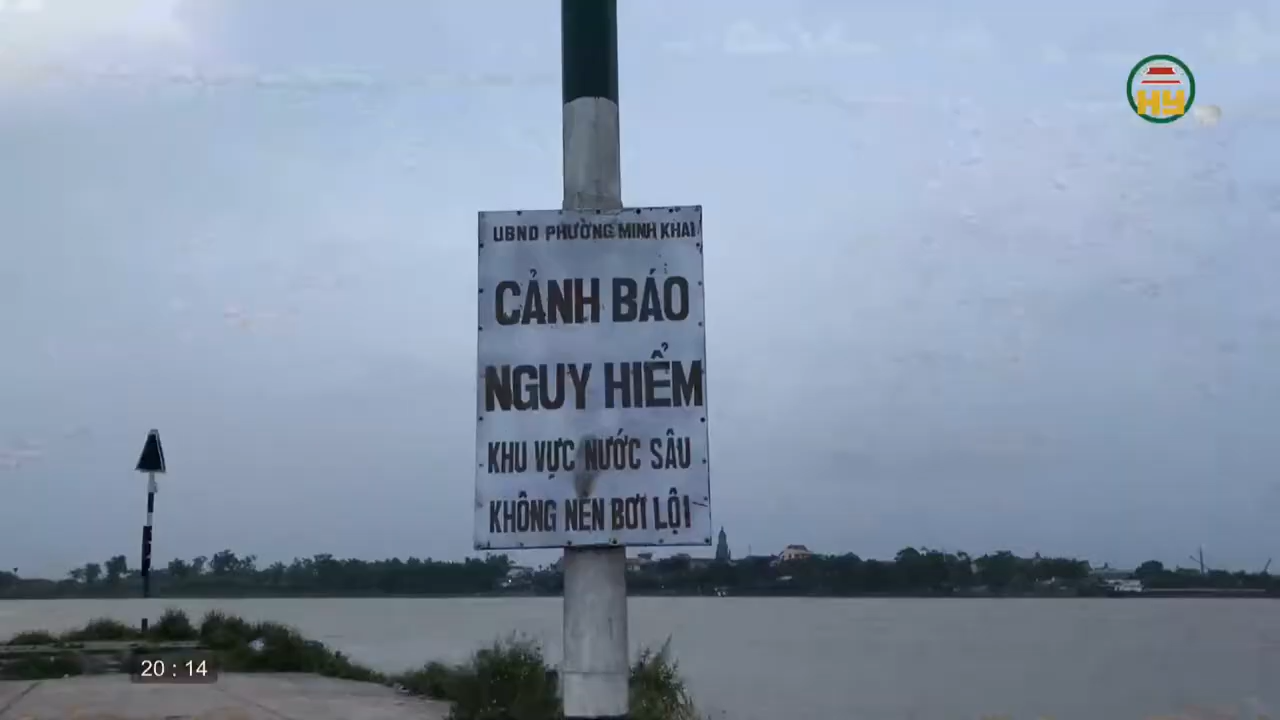 HY
UBND PHƯỜNG MINH KHAI
CẢNH BÁO
NGUY HIỂM
KHU VỰC NƯỚC SÂU
KHÔNG NÊN BƠI LỘI
20 : 14